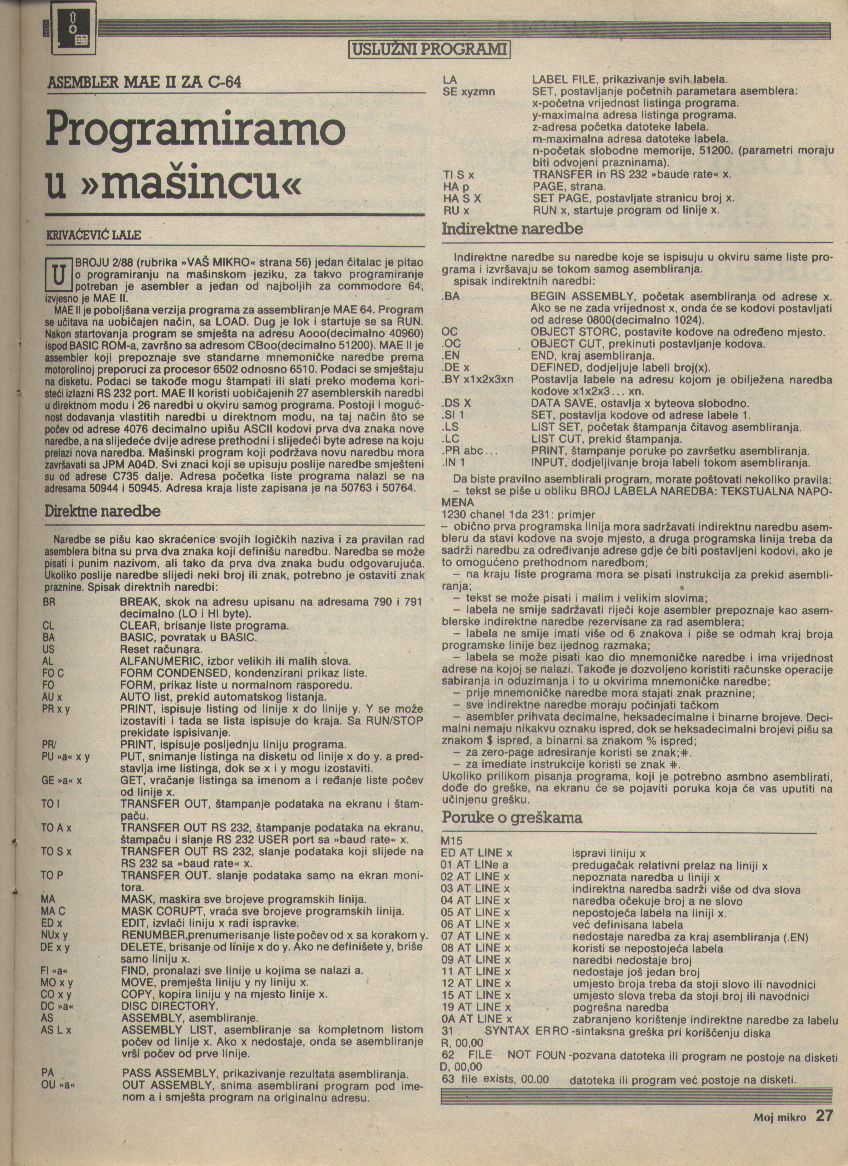 USLUŽNI PROGRAMI
ASEMBLER MAE II ZA C-64
Programiramo
u »mašincu«
KRIVAĆEVIĆ LALE
U BROJU 2/88 (rubrika »VAŠ MIKRO« strana 56) jedan čitalac je pitao
o programiranju na mašinskom jeziku, za takvo programiranje
potreban je asembler a jedan od najboljih za commodore 64,
izvjesno je MAE II.
MAE II je poboljšana verzija programa za assembliranje MAE 64. Program
se učitava na uobičajen način, sa LOAD. Dug je lok i startuje se sa RUN.
Nakon startovanja program se smješta na adresu Aooo(decimalno 40960)
ispod BASIC ROM-a, završno sa adresom CBoo(decimalno 51200). MAE II je
asembler koji prepoznaje sve standarne mnemoničke naredbe prema
motorolinoj preporuci za procesor 6502 odnosno 6510. Podaci se smještaju
na disketu. Podaci se takođe mogu štampati ili slati preko modema kori-
steći izlazni RS 232 port. MAE II koristi uobičajenih 27 asemblerskih naredbi
u direktnom modu i 26 naredbi u okviru samog programa. Postoji i moguć-
nost dodavanja vlastitih naredbi u direktnom modu, na taj način što se
počev od adrese 4076 decimalno upišu ASCII kodovi prva dva znaka nove
naredbe, a na slijedeće dvije adrese prethodni i slijedeći byte adrese na koju
prelazi nova naredba. Mašinski program koji podržava novu naredbu mora
završavati sa JPM A04D. Svi znaci koji se upisuju poslije naredbe smješteni
su od adrese C735 dalje. Adresa početka liste programa nalazi se na
adresama 50944 i 50945. Adresa kraja liste zapisana je na 50763 i 50764.
Direktne naredbe
Naredbe se pišu kao skraćenice svojih logičkih naziva i za pravilan rad
asemblera bitna su prva dva znaka koji definišu naredbu. Naredba se može
pisati i punim nazivom, ali tako da prva dva znaka budu odgovarujuća.
Ukoliko poslije naredbe slijedi neki broj ili znak, potrebno je ostaviti znak
praznine. Spisak direktnih naredbi:
BR BREAK, skok na adresu upisanu na adresama 790 i 791
decimalno (LO i HI byte).
CL CLEAR, brisanje liste programa.
BA BASIC, povratak u BASIC.
US Reset računara.
AL ALFANUMERIC, izbor velikih ili malih slova.
FO C FORM CONDENSED, kondenzirani prikaz liste.
FO FORM, prikaz liste u normalnom rasporedu.
AU x AUTO list, prekid automatskog listanja.
PR x y PRINT, ispisuje listing od linije x do linije y. Y se može
izostaviti i tada se lista ispisuje do kraja. Sa RUN/STOP
prekidate ispisivanje.
PR/ PRINT, ispisuje posljednju liniju programa.
PU »a« x y PUT, snimanje listinga na disketu od linije x do y. a pred-
stavlja ime listinga, dok se x i y mogu izostaviti.
GE »a« x GET, vraćanje listinga sa imenom a i ređanje liste počev
od linije x.
TO I TRANSFER OUT, štampanje podataka na ekranu i štam-
paču.
TO A x TRANSFER OUT RS 232, štampanje podataka na ekranu,
štampaču i slanje RS 232 USER port sa »baud rate« x.
TO S x TRANSFER OUT RS 232, slanje podataka koji slijede na
RS 232 sa »baud rate« x.
TO P TRANSFER OUT. slanje podataka samo na ekran moni-
tora.
MA MASK, maskira sve brojeve programskih linija.
MA C MASK CORUPT, vraća sve brojeve programskih linija.
ED x EDIT, izvlači liniju x radi ispravke.
NUx y RENUMBER,prenumerisanje liste počev od x sa korakom y.
DE x y DELETE, brisanje od linije x do y. Ako ne definišete y, briše
samo liniju x.
FI »a« FIND, pronalazi sve linije u kojima se nalazi a.
MO x y MOVE, premješta liniju y ny liniju x.
CO x y COPY, kopira liniju y na mjesto linije x.
DC »a« DISC DIRECTORY.
AS ASSEMBLY, asembliranje.
AS L x ASSEMBLY LIST, asembliranje sa kompletnom listom
počev od linije x. Ako x nedostaje, onda se asembliranje
vrši počev od prve linije.
PA PASS ASSEMBLY, prikazivanje rezultata asembliranja.
OU »a« OUT ASSEMBLY, snima asemblirani program pod ime-
nom a i smješta program na originalnu adresu.
LA LABEL FILE, prikazivanje svih labela.
SE xyzmn SET, postavljanje početnih parametara asemblera:
x-početna vrijednost listinga programa.
y-maximalna adresa listinga programa.
z-adresa početka datoteke labela.
m-maximalna adresa datoteke labela.
n-početak slobodne memorije, 51200. (parametri moraju
biti odvojeni prazninama).
TI S x TRANSFER in RS 232 »baude rate« x.
HA p PAGE, strana.
HA S X SET PAGE, postavljate stranicu broj x.
RU x RUN x, startuje program od linije x.
Indirektne naredbe
Indirektne naredbe su naredbe koje se ispisuju u okviru same liste pro-
grama i izvršavaju se tokom samog asembliranja.
spisak indirektnih naredbi:
.BA BEGIN ASSEMBLY, početak asembliranja od adrese x.
Ako se ne zada vrijednost x, onda će se kodovi postavljati
od adrese 0800(decimalno 1024).
OC OBJECT STORC, postavite kodove na određeno mjesto.
.OC OBJECT CUT, prekinuti postavljanje kodova.
.EN END, kraj asembliranja.
.DE x DEFINED, dodjeljuje labeli broj(x).
.BY x1x2x3xn Postavlja labele na adresu kojom je obilježena naredba
kodove x1x2x3... xn.
.DS X DATA SAVE, ostavlja x byteova slobodno.
.SI 1 SET, postavlja kodove od adrese labele 1.
.LS LIST SET, početak štampanja čitavog asembliranja.
.LC LIST CUT, prekid štampanja.
.PR abc... PRINT, štampanje poruke po završetku asembliranja.
.IN 1 INPUT, dodjeljivanje broja labeli tokom asembliranja.
Da biste pravilno asemblirali program, morate poštovati nekoliko pravila:
– tekst se piše u obliku BROJ LABELA NAREDBA: TEKSTUALNA NAPO-
MENA
1230 chanel 1da 231: primjer
– obično prva programska linija mora sadržavati indirektnu naredbu asem-
bleru da stavi kodove na svoje mjesto, a druga programska linija treba da
sadrži naredbu za određivanje adrese gdje će biti postavljeni kodovi, ako je
to omogućeno prethodnom naredbom;
– na kraju liste programa mora se pisati instrukcija za prekid asembli-
ranja;
– tekst se može pisati i malim i velikim slovima;
– labela ne smije sadržavati riječi koje asembler prepoznaje kao asem-
blerske indirektne naredbe rezervisane za rad asemblera;
– labela ne smije imati više od 6 znakova i piše se odmah kraj broja
programske linije bez ijednog razmaka;
– labela se može pisati kao dio mnemoničke naredbe i ima vrijednost
adrese na kojoj se nalazi. Takođe je dozvoljeno koristiti računske operacije
sabiranja in oduzimanja i to u okvirima mnemoničke naredbe;
– prije mnemoničke naredbe mora stajati znak praznine;
– sve indirektne naredbe moraju počinjati tačkom
– asembler prihvata decimalne, heksadecimalne i binarne brojeve. Deci-
malni nemaju nikakvu oznaku ispred, dok se heksadecimalni brojevi pišu sa
znakom $ ispred, a binarni sa znakom % ispred;
– za zero-page adresiranje koristi se znak;#.
– za imediate instrukcije koristi se znak #.
Ukoliko prilikom pisanja programa, koji je potrebno asmbno asemblirati,
dođe do greške, na ekranu će se pojaviti poruka koja će vas uputiti na
učinjenu grešku.
Poruke o greškama
M15
ED AT LINE x ispravi liniju x
01 AT LINe a predugačak relativni prelaz na liniji x
02 AT LINE x nepoznata naredba u liniji x
03 AT LINE x indirektna naredba sadrži više od dva slova
04 AT LINE x naredba očekuje broj a ne slovo
05 AT LINE x nepostojeća labela na liniji x.
06 AT LINE x već definisana labela
07 AT LINE x nedostaje naredba za kraj asembliranja (.EN)
08 AT LINE x koristi se nepostojeća labela
09 AT LINE x naredbi nedostaje broj
11 AT LINE x nedostaje još jedan broj
12 AT LINE x umjesto broja treba da stoji slovo ili navodnici
15 AT LINE x umjesto slova treba da stoji broj ili navodnici
19 AT LINE x pogrešna naredba
0A AT LINE x zabranjeno korištenje indirektne naredbe za labelu
31 SYNTAX ERRO -sintaksna greška pri koriščenju diska
R, 00,00
62 FILE NOT FOUN -pozvana datoteka ili program ne postoje na disketi
D, 00,00
63 file exists, 00.00 datoteka ili program već postoje na disketi.
Moj mikro 27